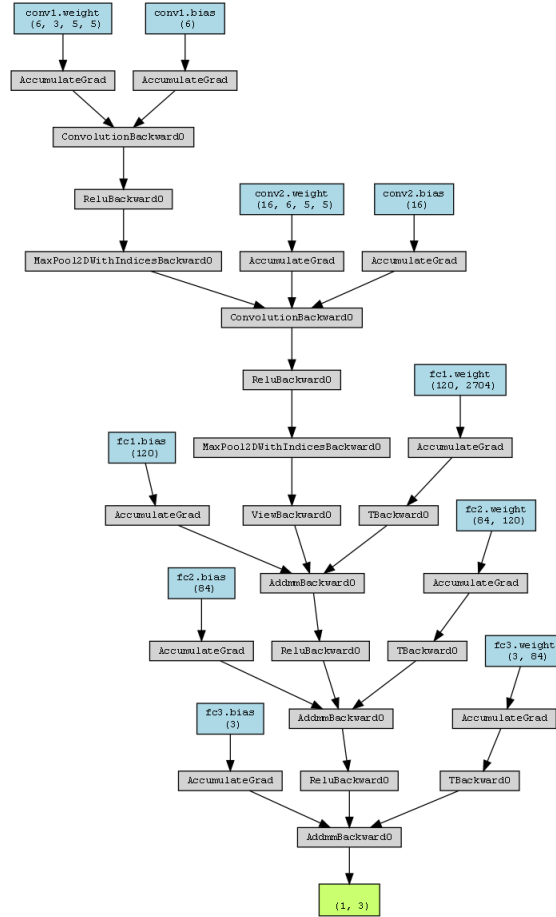 conv1.weight
(6, 3, 5, 5)
conv1.bias
(6)
AccumulateGrad
AccumulateGrad
ConvolutionBackward0
ReluBackward0
conv2.weight
(16, 6, 5, 5)
conv2.bias
(16)
MaxPool2DWithIndicesBackward0
AccumulateGrad
AccumulateGrad
ConvolutionBackward0
ReluBackward0
fc1.weight
(120, 2704)
fc1.bias
(120)
MaxPool2DWithIndicesBackward0
AccumulateGrad
AccumulateGrad
ViewBackward0
TBackward0
fc2.weight
(84, 120)
fc2.bias
(84)
AddmmBackward0
AccumulateGrad
AccumulateGrad
ReluBackward0
TBackward0
fc3.weight
(3, 84)
fc3.bias
(3)
AddmmBackward0
AccumulateGrad
AccumulateGrad
ReluBackward0
TBackward0
AddmmBackward0
(1, 3)